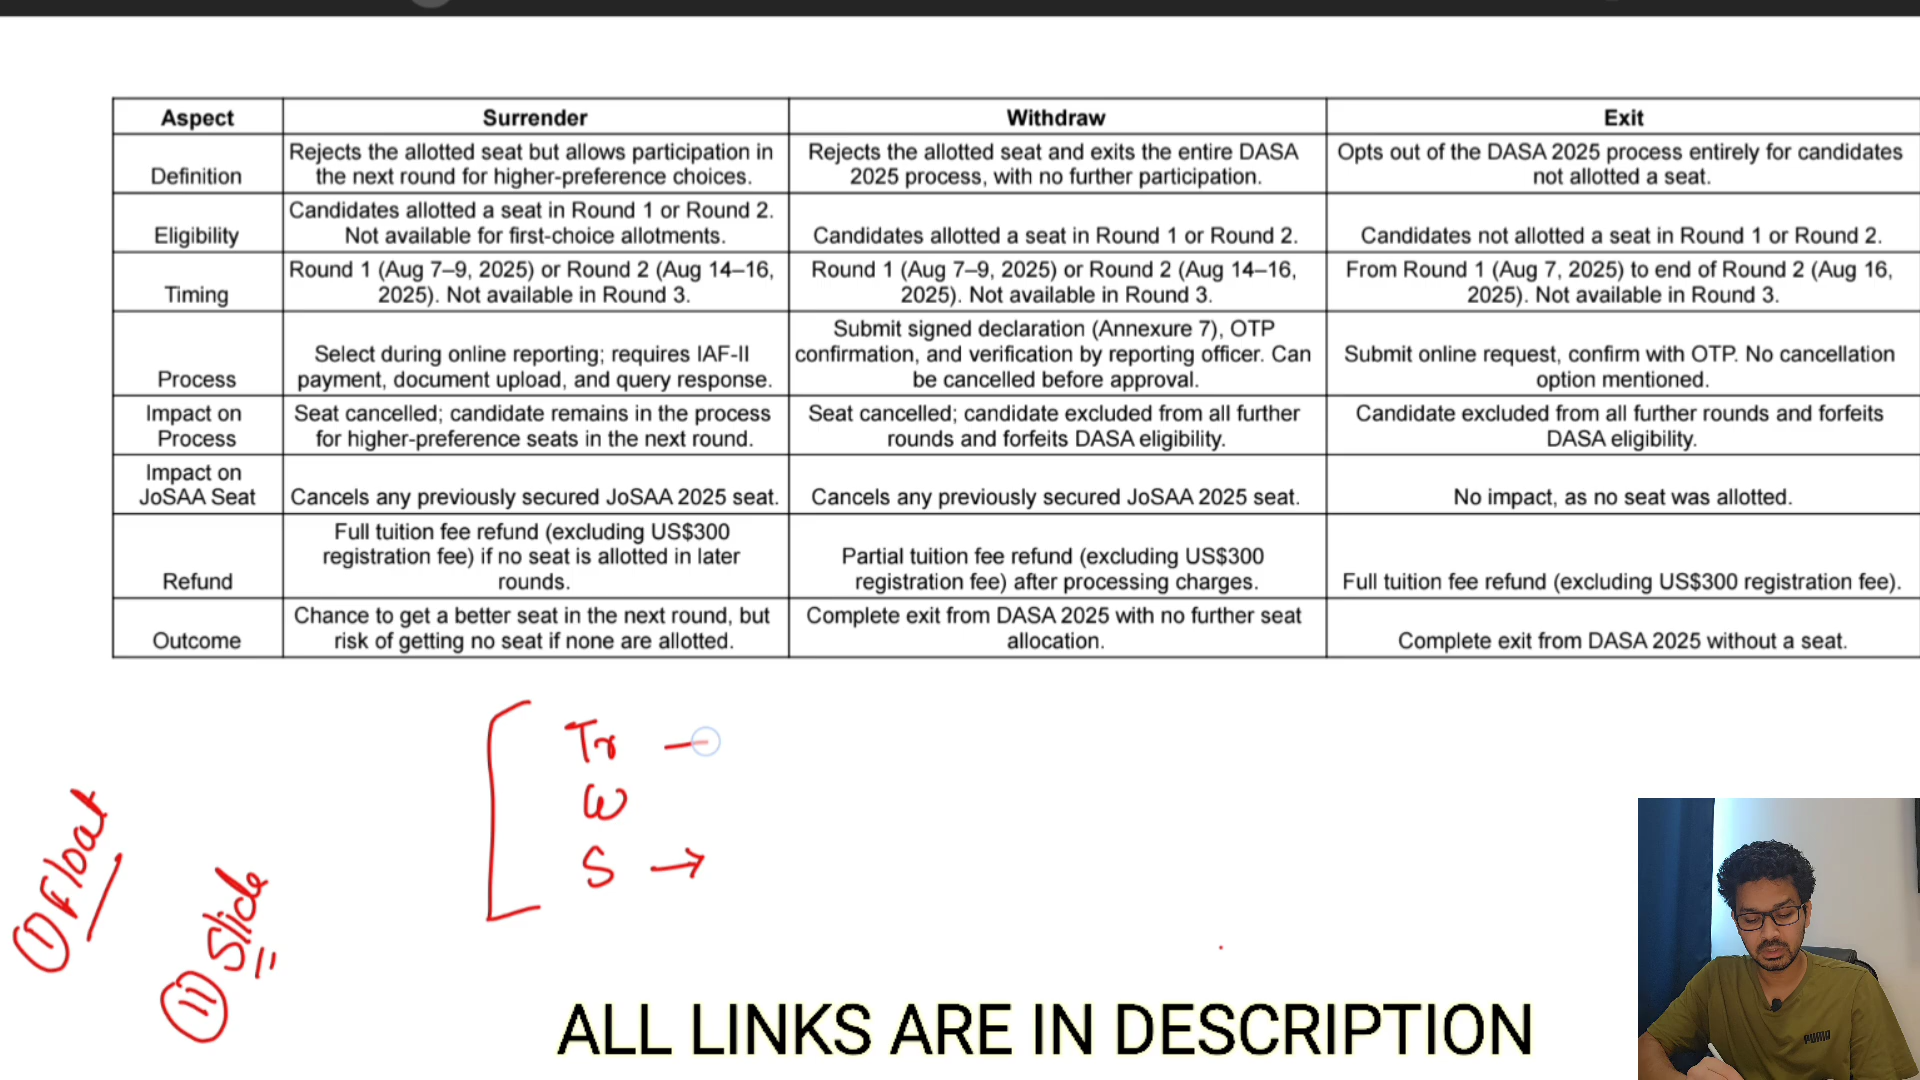 Aspect Surrender Withdraw Exit
Definition
Rejects the allotted seat but allows participation in
the next round for higher-preference choices.
Rejects the allotted seat and exits the entire DASA
2025 process, with no further participation.
Opts out of the DASA 2025 process entirely for candidates
not allotted a seat.
Eligibility
Candidates allotted a seat in Round 1 or Round 2.
Not available for first-choice allotments.
Candidates allotted a seat in Round 1 or Round 2.
Candidates not allotted a seat in Round 1 or Round 2.
Timing
Round 1 (Aug 7–9, 2025) or Round 2 (Aug 14–16,
2025). Not available in Round 3.
Round 1 (Aug 7–9, 2025) or Round 2 (Aug 14–16,
2025). Not available in Round 3.
From Round 1 (Aug 7, 2025) to end of Round 2 (Aug 16,
2025). Not available in Round 3.
Process
Select during online reporting; requires IAF-II
payment, document upload, and query response.
Submit signed declaration (Annexure 7), OTP
confirmation, and verification by reporting officer. Can
be cancelled before approval.
Submit online request, confirm with OTP. No cancellation
option mentioned.
Impact on
Process
Seat cancelled; candidate remains in the process
for higher-preference seats in the next round.
Seat cancelled; candidate excluded from all further
rounds and forfeits DASA eligibility.
Candidate excluded from all further rounds and forfeits
DASA eligibility.
Impact on
JoSAA Seat
Cancels any previously secured JoSAA 2025 seat.
Cancels any previously secured JoSAA 2025 seat.
No impact, as no seat was allotted.
Refund
Full tuition fee refund (excluding US$300
registration fee) if no seat is allotted in later
rounds.
Partial tuition fee refund (excluding US$300
registration fee) after processing charges.
Full tuition fee refund (excluding US$300 registration fee).
Outcome
Chance to get a better seat in the next round, but
risk of getting no seat if none are allotted.
Complete exit from DASA 2025 with no further seat
allocation.
Complete exit from DASA 2025 without a seat.
Tr —
W
S →
(i) Float
(ii) Slide
ALL LINKS ARE IN DESCRIPTION
PUMA